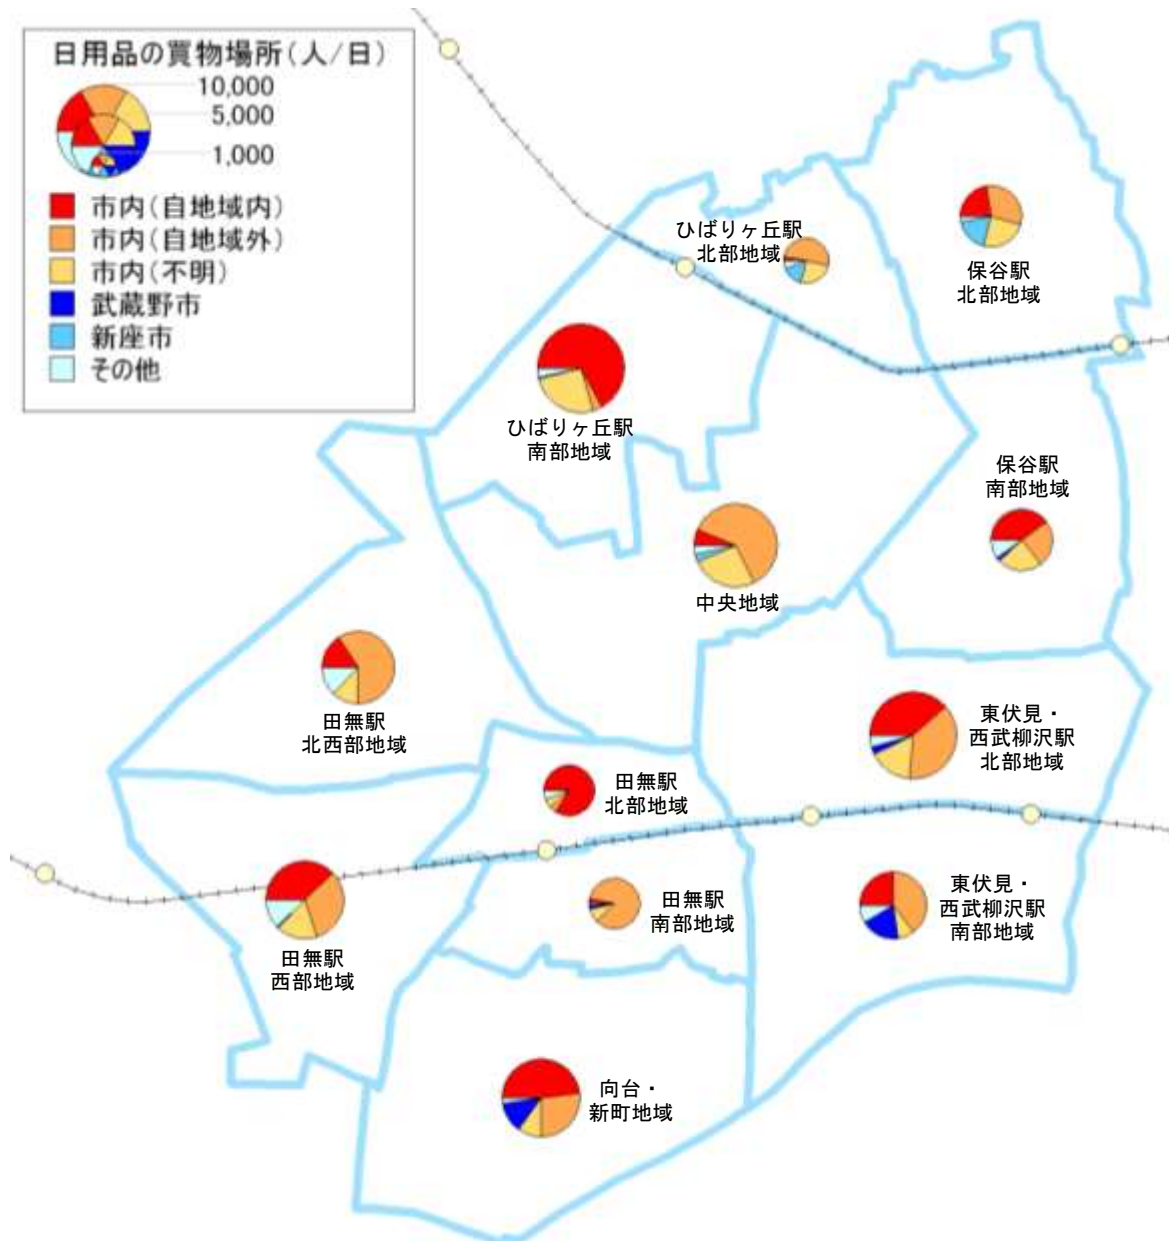 日用品の買物場所(人/日)
10,000
5,000
1,000
市内(自地域内)
市内(自地域外)
市内(不明)
武蔵野市
新座市
その他
ひばりヶ丘駅
北部地域
保谷駅
北部地域
ひばりヶ丘駅
南部地域
保谷駅
南部地域
中央地域
田無駅
北西部地域
東伏見・
西武柳沢駅
北部地域
田無駅
北部地域
田無駅
南部地域
東伏見・
西武柳沢駅
南部地域
田無駅
西部地域
向台・
新町地域